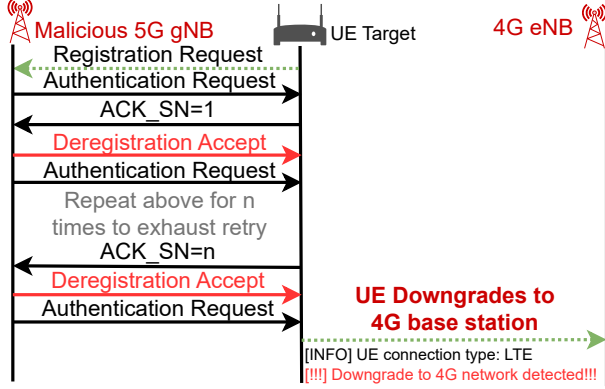 Malicious 5G gNB
UE Target
4G eNB
Registration Request
Authentication Request
ACK_SN=1
Deregistration Accept
Authentication Request
Repeat above for n
times to exhaust retry
ACK_SN=n
Deregistration Accept
Authentication Request
UE Downgrades to
4G base station
[INFO] UE connection type: LTE
[!!!] Downgrade to 4G network detected!!!